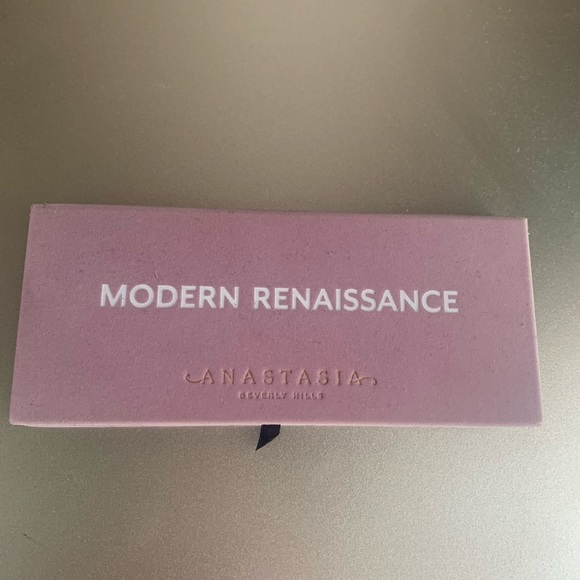 MODERN RENAISSANCE
ANASTASIA
BEVERLY HILLS